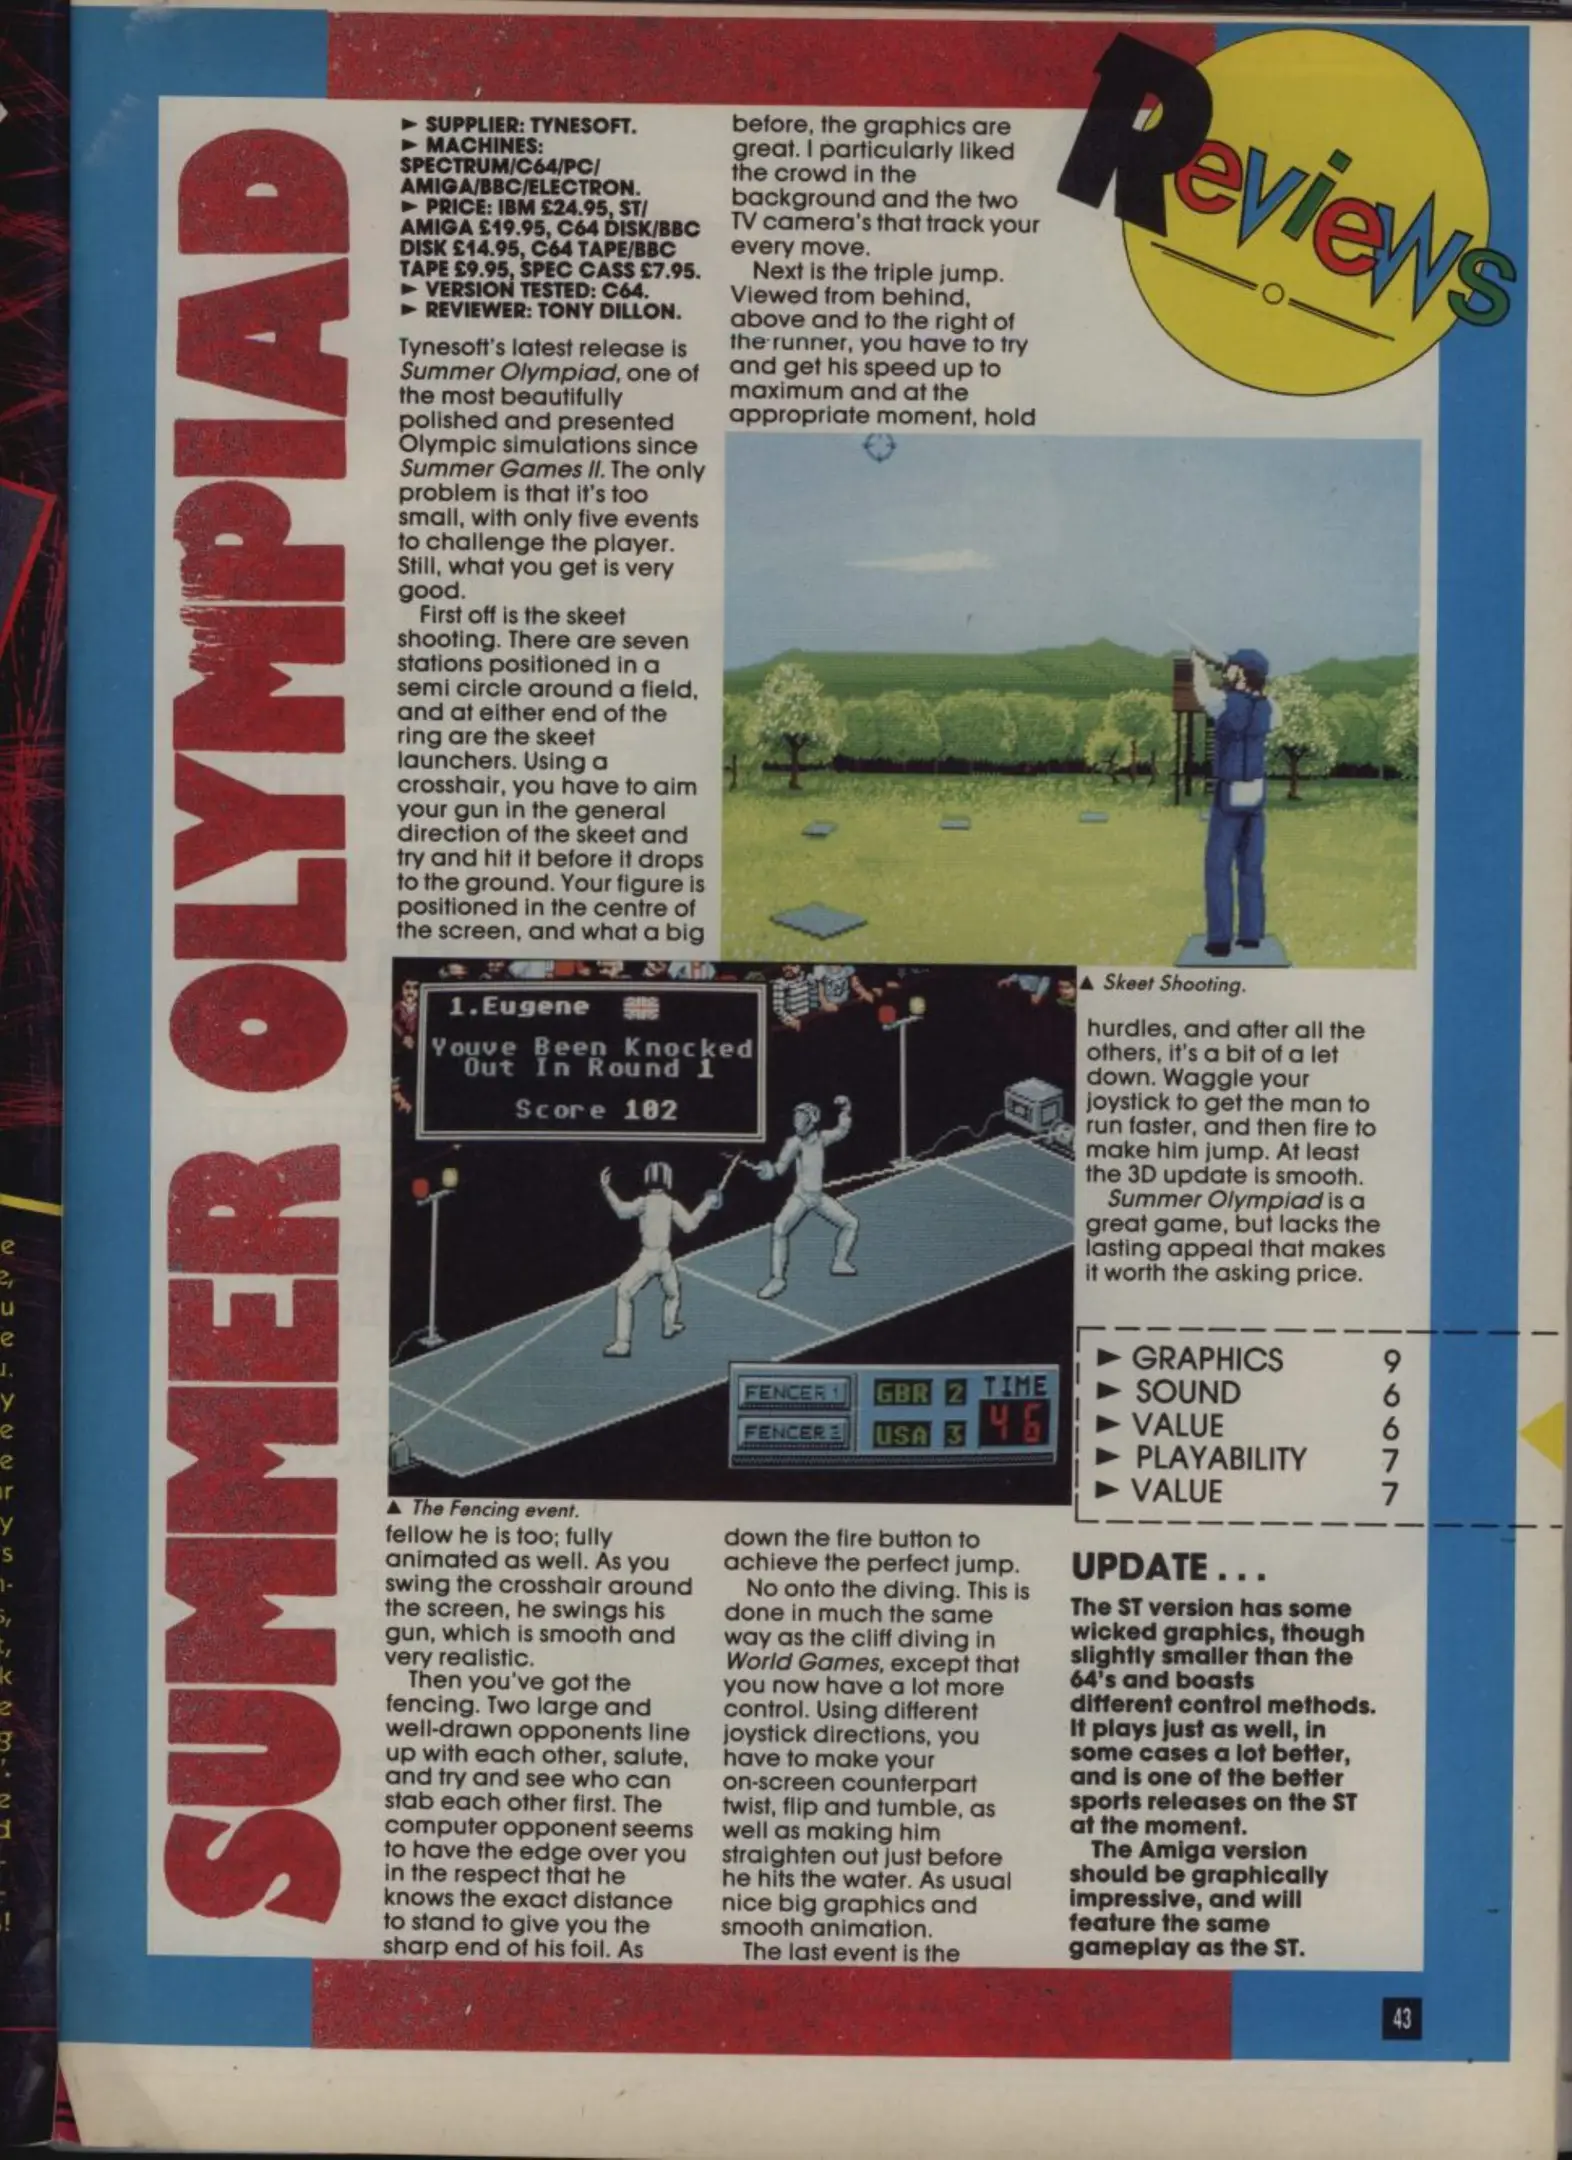 Reviews
SUMMER OLYMPIAD
► SUPPLIER: TYNESOFT.
► MACHINES:
SPECTRUM/C64/PC/
AMIGA/BBC/ELECTRON.
► PRICE: IBM £24.95, ST/
AMIGA £19.95, C64 DISK/BBC
DISK £14.95, C64 TAPE/BBC
TAPE £9.95, SPEC CASS £7.95.
► VERSION TESTED: C64.
► REVIEWER: TONY DILLON.
Tynesoft's latest release is
Summer Olympiad, one of
the most beautifully
polished and presented
Olympic simulations since
Summer Games II. The only
problem is that it's too
small, with only five events
to challenge the player.
Still, what you get is very
good.
First off is the skeet
shooting. There are seven
stations positioned in a
semi circle around a field,
and at either end of the
ring are the skeet
launchers. Using a
crosshair, you have to aim
your gun in the general
direction of the skeet and
try and hit it before it drops
to the ground. Your figure is
positioned in the centre of
the screen, and what a big
1.Eugene
Youve Been Knocked
Out In Round 1
Score 102
FENCER 1 GBR 2 TIME
FENCER 2 USA 3 46
▲ The Fencing event.
fellow he is too; fully
animated as well. As you
swing the crosshair around
the screen, he swings his
gun, which is smooth and
very realistic.
Then you've got the
fencing. Two large and
well-drawn opponents line
up with each other, salute,
and try and see who can
stab each other first. The
computer opponent seems
to have the edge over you
in the respect that he
knows the exact distance
to stand to give you the
sharp end of his foil. As
before, the graphics are
great. I particularly liked
the crowd in the
background and the two
TV camera's that track your
every move.
Next is the triple jump.
Viewed from behind,
above and to the right of
the runner, you have to try
and get his speed up to
maximum and at the
appropriate moment, hold
down the fire button to
achieve the perfect jump.
No onto the diving. This is
done in much the same
way as the cliff diving in
World Games, except that
you now have a lot more
control. Using different
joystick directions, you
have to make your
on-screen counterpart
twist, flip and tumble, as
well as making him
straighten out just before
he hits the water. As usual
nice big graphics and
smooth animation.
The last event is the
▲ Skeet Shooting.
hurdles, and after all the
others, it's a bit of a let
down. Waggle your
joystick to get the man to
run faster, and then fire to
make him jump. At least
the 3D update is smooth.
Summer Olympiad is a
great game, but lacks the
lasting appeal that makes
it worth the asking price.
► GRAPHICS 9
► SOUND 6
► VALUE 6
► PLAYABILITY 7
► VALUE 7
UPDATE . . .
The ST version has some
wicked graphics, though
slightly smaller than the
64's and boasts
different control methods.
It plays just as well, in
some cases a lot better,
and is one of the better
sports releases on the ST
at the moment.
The Amiga version
should be graphically
impressive, and will
feature the same
gameplay as the ST.
43